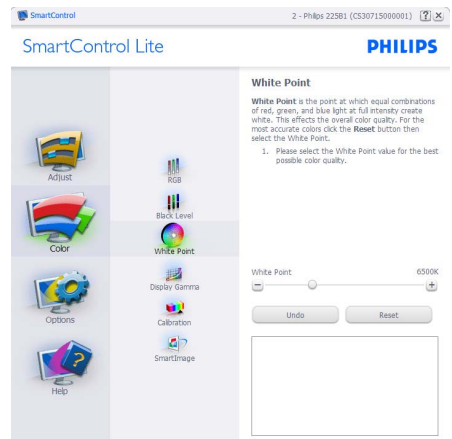 SmartControl
2 - Philips 225B1 (CS30715000001)
?
SmartControl Lite
PHILIPS
Adjust
Color
Options
Help
RGB
Black Level
White Point
Display Gamma
Calibration
SmartImage
White Point
White Point is the point at which equal combinations
of red, green, and blue light at full intensity create
white. This effects the overall color quality. For the
most accurate colors click the Reset button then
select the White Point.
1. Please select the White Point value for the best
possible color quality.
White Point
6500K
Undo
Reset